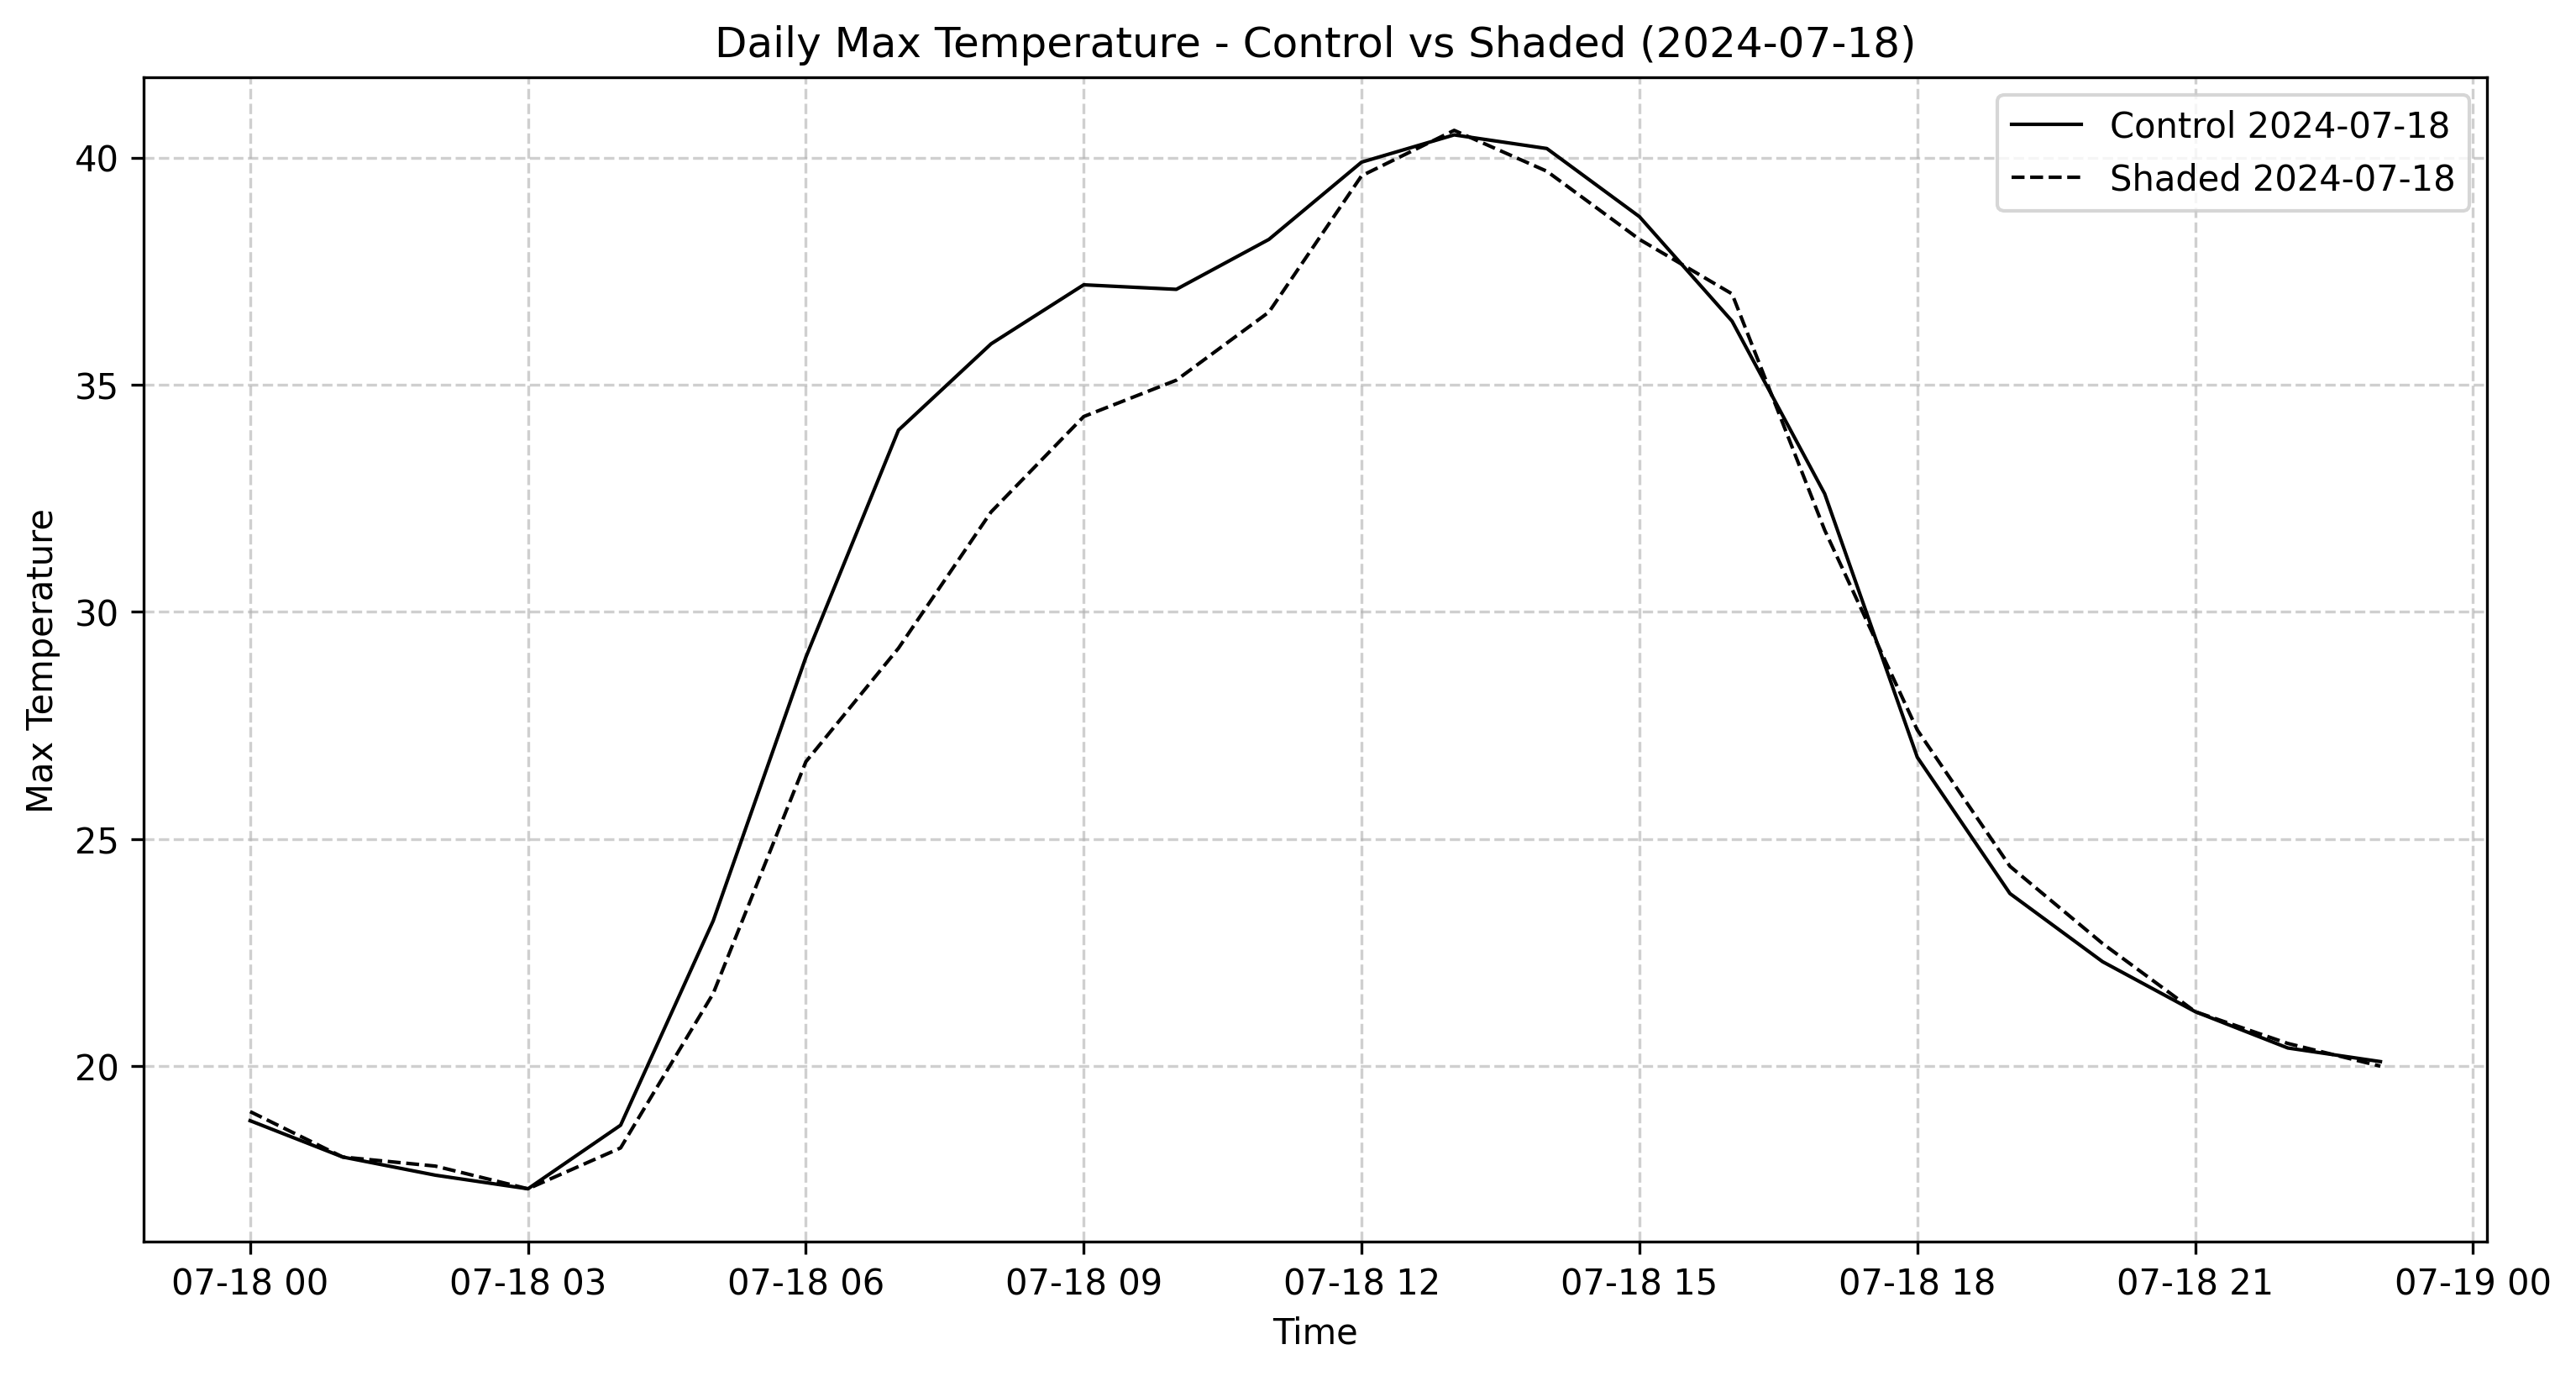 Daily Max Temperature - Control vs Shaded (2024-07-18)
Control 2024-07-18
Shaded 2024-07-18
Max Temperature
40
35
30
25
20
07-18 00
07-18 03
07-18 06
07-18 09
07-18 12
07-18 15
07-18 18
07-18 21
07-19 00
Time